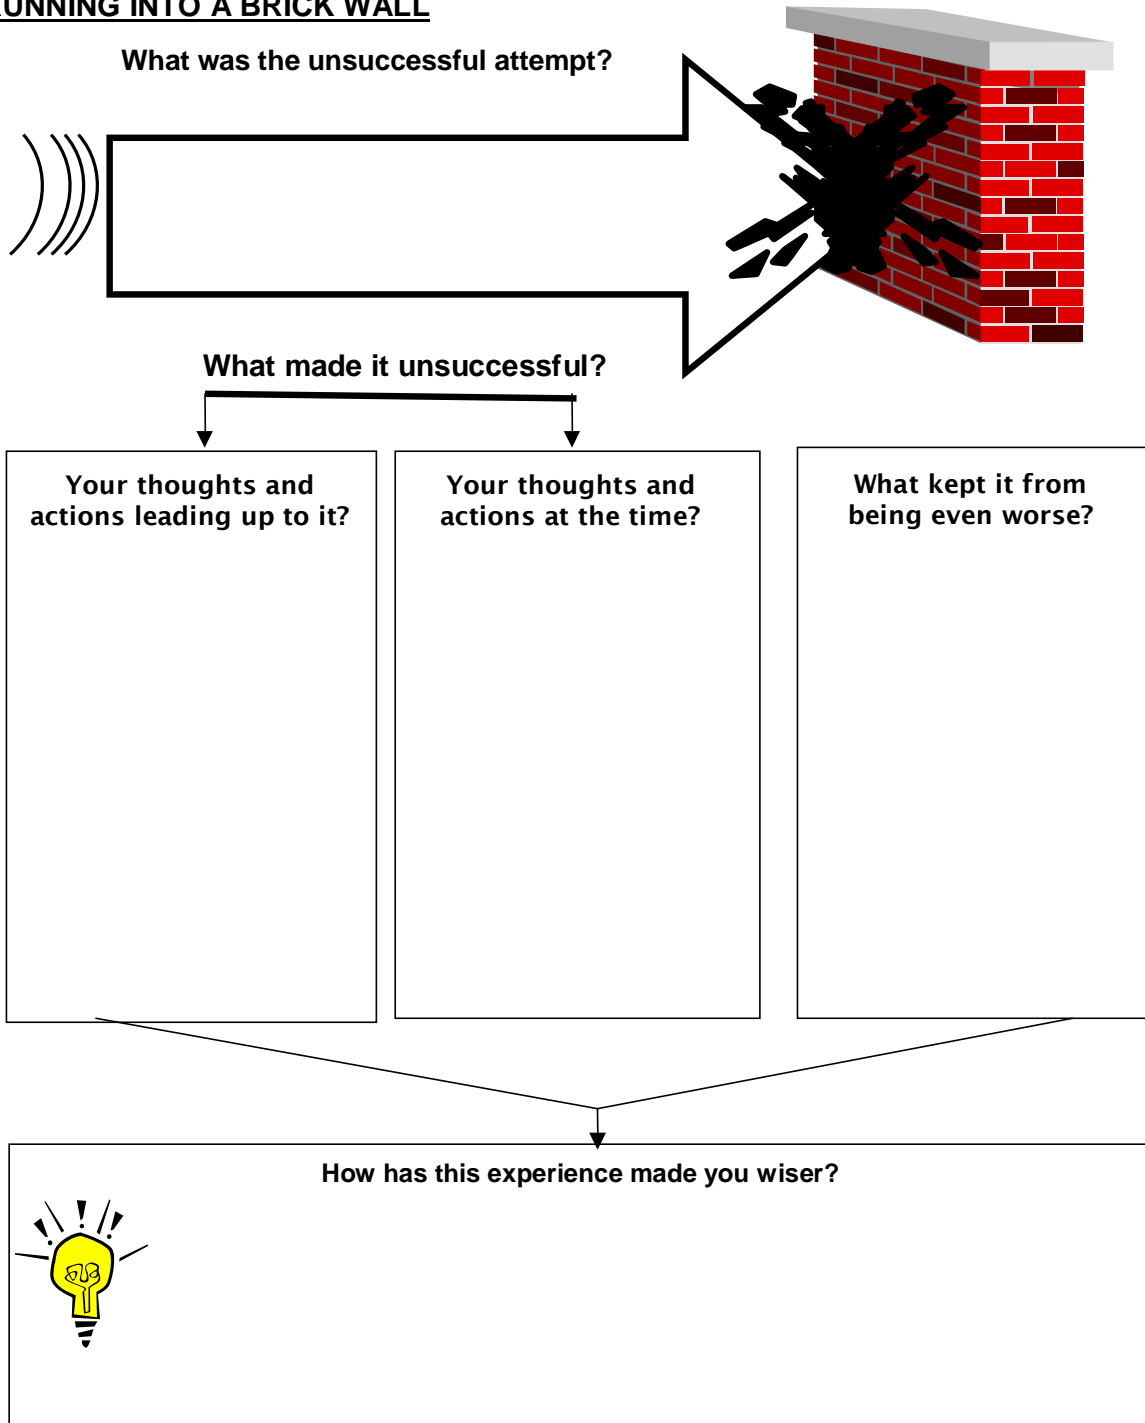 RUNNING INTO A BRICK WALL
What was the unsuccessful attempt?
What made it unsuccessful?
Your thoughts and
actions leading up to it?
Your thoughts and
actions at the time?
What kept it from
being even worse?
How has this experience made you wiser?